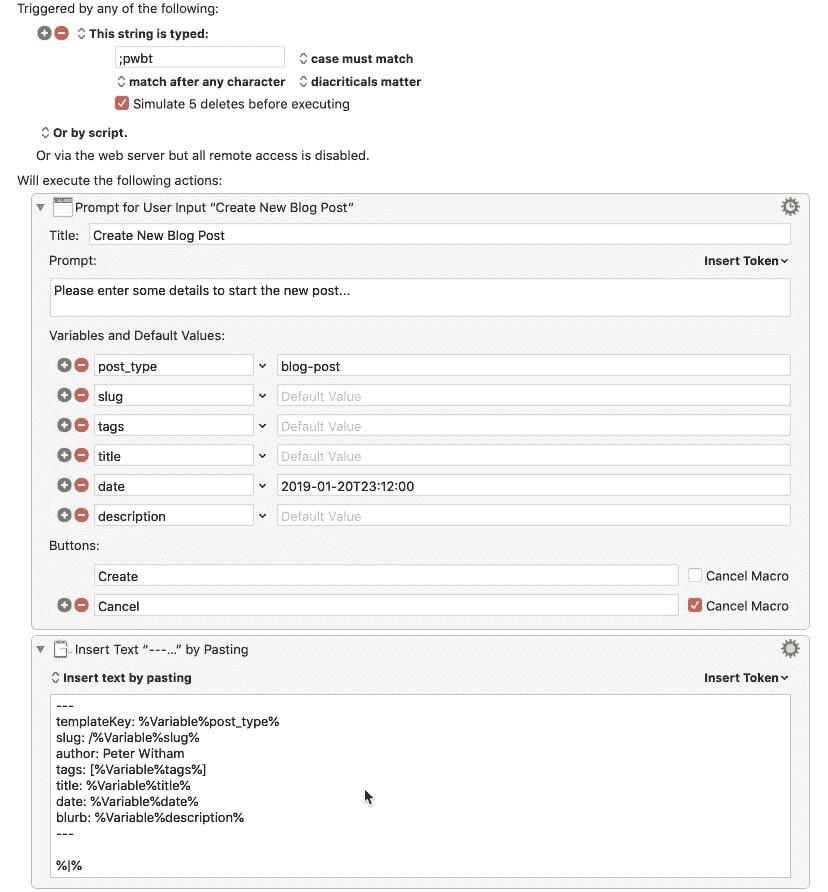 Triggered by any of the following:
This string is typed:
;pwbt case must match
match after any character diacriticals matter
Simulate 5 deletes before executing
Or by script.
Or via the web server but all remote access is disabled.
Will execute the following actions:
Prompt for User Input “Create New Blog Post”
Title: Create New Blog Post
Prompt: Insert Token
Please enter some details to start the new post...
Variables and Default Values:
post_type blog-post
slug Default Value
tags Default Value
title Default Value
date 2019-01-20T23:12:00
description Default Value
Buttons:
Create Cancel Macro
Cancel Cancel Macro
Insert Text “---...” by Pasting
Insert text by pasting Insert Token
---
templateKey: %Variable%post_type%
slug: /%Variable%slug%
author: Peter Witham
tags: [%Variable%tags%]
title: %Variable%title%
date: %Variable%date%
blurb: %Variable%description%
---
%|%